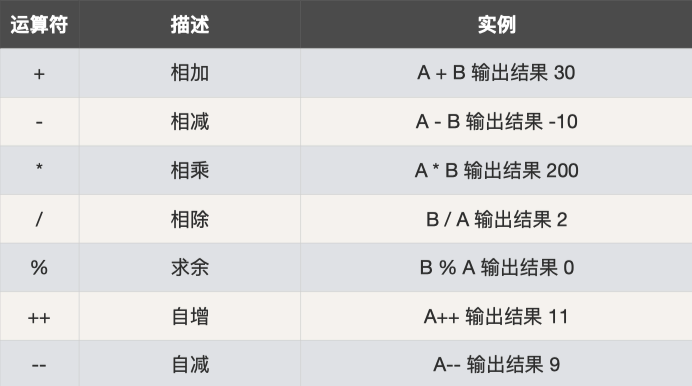 运算符 描述 实例
+ 相加 A + B 输出结果 30
- 相减 A - B 输出结果 -10
* 相乘 A * B 输出结果 200
/ 相除 B / A 输出结果 2
% 求余 B % A 输出结果 0
++ 自增 A++ 输出结果 11
-- 自减 A-- 输出结果 9